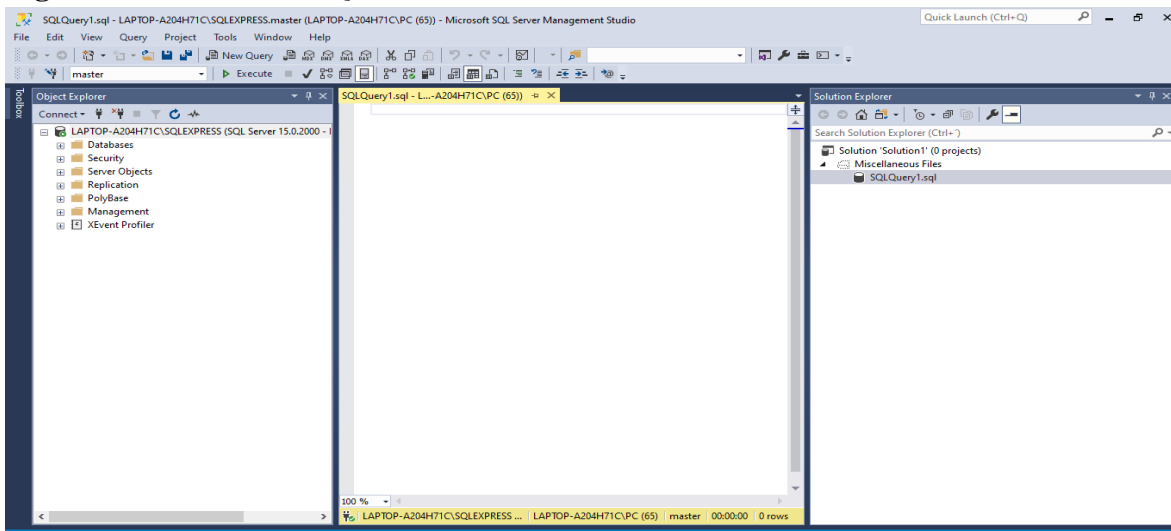 SQLQuery1.sql - LAPTOP-A204H71C\SQLEXPRESS.master (LAPTOP-A204H71C\PC (65)) - Microsoft SQL Server Management Studio
Quick Launch (Ctrl+Q)
File Edit View Query Project Tools Window Help
New Query
master
Execute
Toolbox
Object Explorer
Connect
LAPTOP-A204H71C\SQLEXPRESS (SQL Server 15.0.2000 -
Databases
Security
Server Objects
Replication
PolyBase
Management
XEvent Profiler
SQLQuery1.sql - L...-A204H71C\PC (65))
100 %
LAPTOP-A204H71C\SQLEXPRESS ... LAPTOP-A204H71C\PC (65) master 00:00:00 0 rows
Solution Explorer
Search Solution Explorer (Ctrl+;)
Solution 'Solution1' (0 projects)
Miscellaneous Files
SQLQuery1.sql